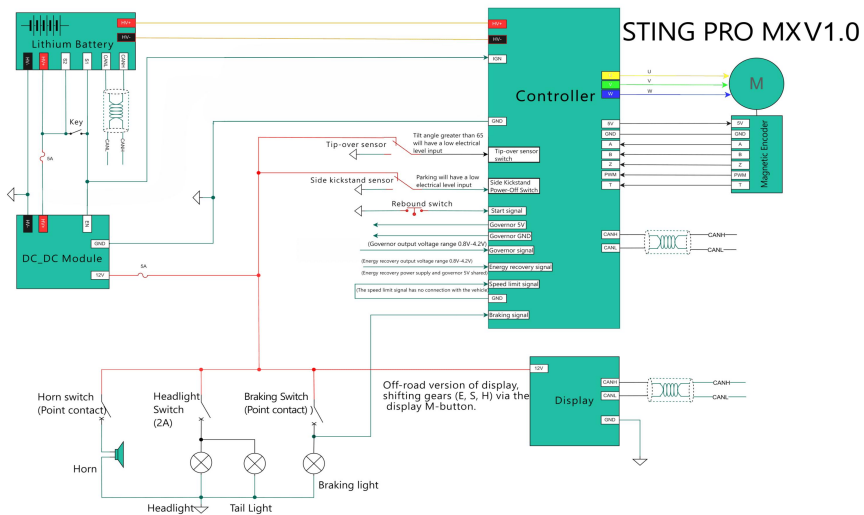 STING PRO MXV1.0
HV+
HV-
Lithium Battery
HV-
HV+
S2
S1
CANL
CANH
Key
CANL
CANH
5A
HV-
HV+
EN
GND
DC_DC Module
12V
5A
HV+
HV-
IGN
Controller
V
W
U
V
W
M
GND
5V
GND
A
B
Z
PWM
T
5V
GND
A
B
Z
PWM
T
Magnetic Encoder
Tip-over sensor
Tilt angle greater than 65
will have a low electrical
level input
Tip-over sensor
switch
Side kickstand sensor
Parking will have a low
electrical level input
Side Kickstand
Power-Off Switch
Rebound switch
Start signal
Governor 5V
Governor GND
(Governor output voltage range 0.8V-4.2V)
Governor signal
(Energy recovery output voltage range 0.8V-4.2V)
Energy recovery signal
(Energy recovery power supply and governor 5V shared)
Speed limit signal
(The speed limit signal has no connection with the vehicle
GND
Braking signal
CANH
CANL
CANH
CANL
Horn switch
(Point contact)
Headlight
Switch
(2A)
Braking Switch
(Point contact) )
Off-road version of display,
shifting gears (E, S, H) via the
display M-button.
12V
CANH
CANL
GND
Display
CANH
CANL
Horn
Headlight
Tail Light
Braking light